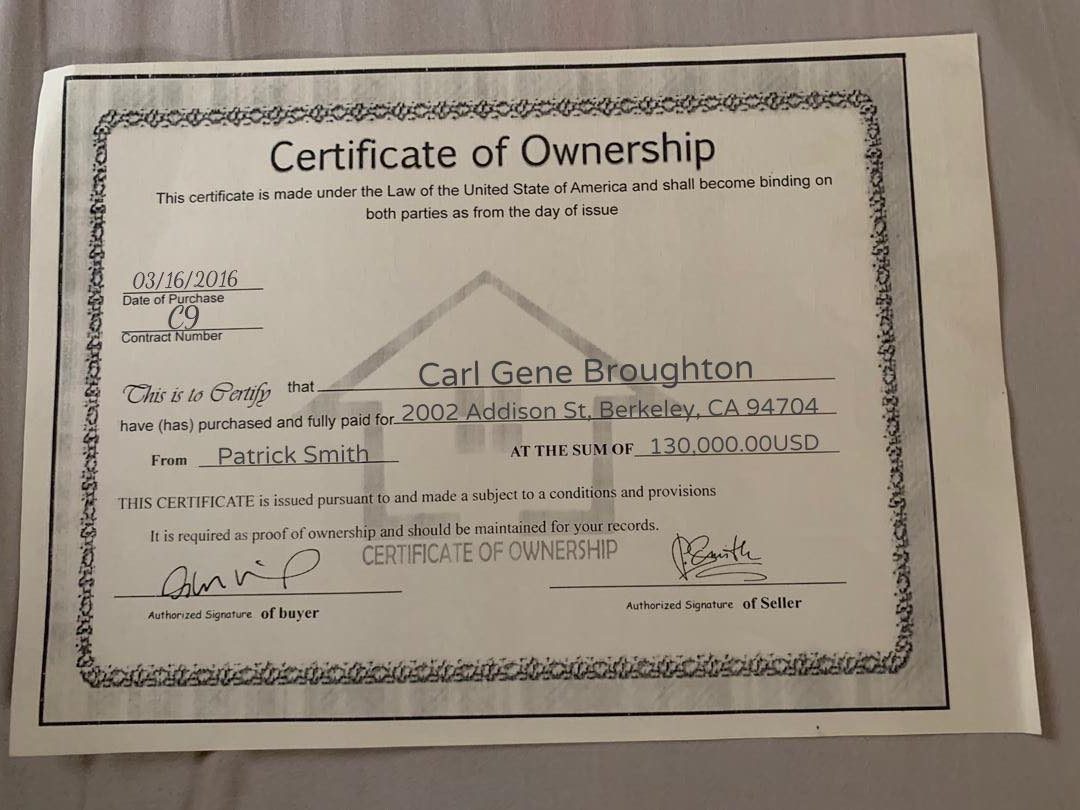 Certificate of Ownership
This certificate is made under the Law of the United State of America and shall become binding on
both parties as from the day of issue
03/16/2016
Date of Purchase
C9
Contract Number
This is to Certify that Carl Gene Broughton
have (has) purchased and fully paid for 2002 Addison St, Berkeley, CA 94704
From Patrick Smith AT THE SUM OF 130,000.00USD
THIS CERTIFICATE is issued pursuant to and made a subject to a conditions and provisions
It is required as proof of ownership and should be maintained for your records.
CERTIFICATE OF OWNERSHIP
P.Smith
Authorized Signature of buyer Authorized Signature of Seller